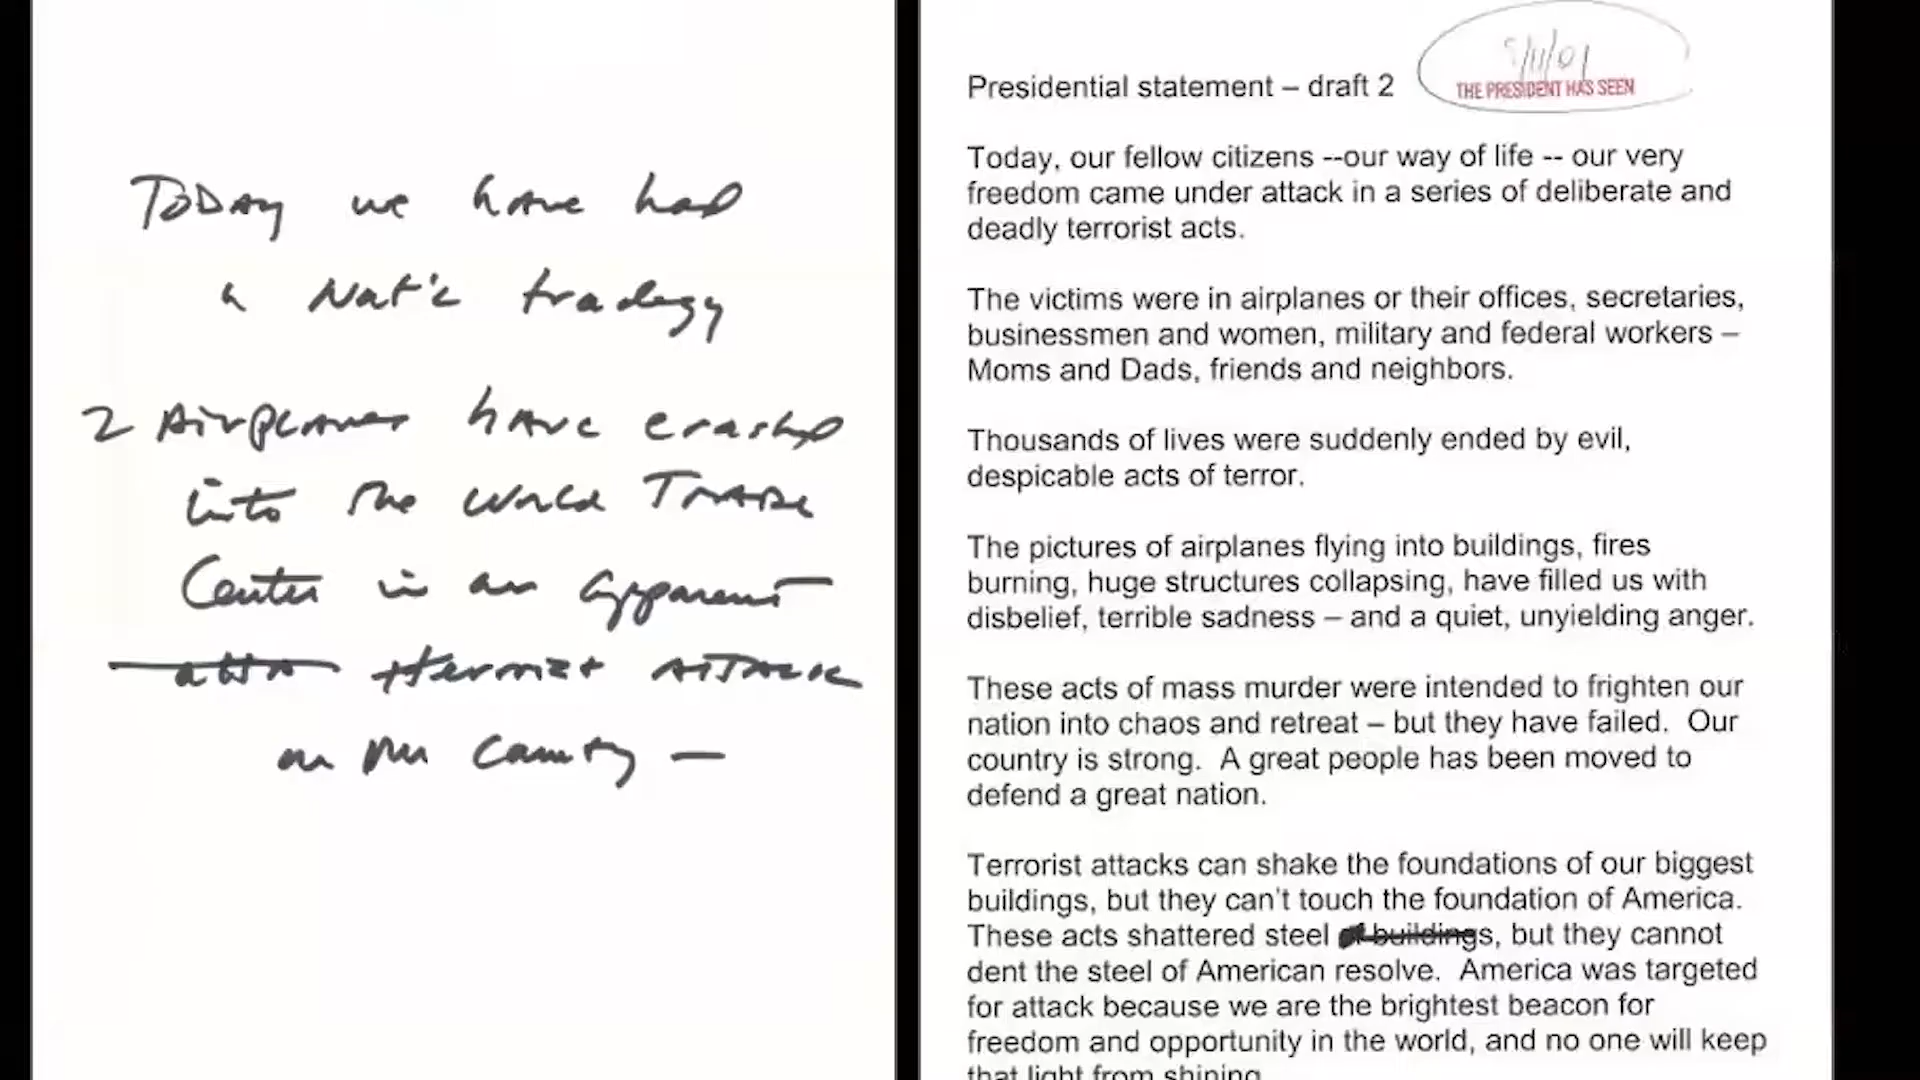 Today we have had
a Nat'l tradegy
2 Airplanes have crashed
into the World Trade
Center in an apparent
atta terrorist attack
on our country —
9/11/01
THE PRESIDENT HAS SEEN
Presidential statement – draft 2
Today, our fellow citizens --our way of life -- our very
freedom came under attack in a series of deliberate and
deadly terrorist acts.
The victims were in airplanes or their offices, secretaries,
businessmen and women, military and federal workers –
Moms and Dads, friends and neighbors.
Thousands of lives were suddenly ended by evil,
despicable acts of terror.
The pictures of airplanes flying into buildings, fires
burning, huge structures collapsing, have filled us with
disbelief, terrible sadness – and a quiet, unyielding anger.
These acts of mass murder were intended to frighten our
nation into chaos and retreat – but they have failed.  Our
country is strong.  A great people has been moved to
defend a great nation.
Terrorist attacks can shake the foundations of our biggest
buildings, but they can't touch the foundation of America.
These acts shattered steel buildings, but they cannot
dent the steel of American resolve.  America was targeted
for attack because we are the brightest beacon for
freedom and opportunity in the world, and no one will keep
that light from shining.